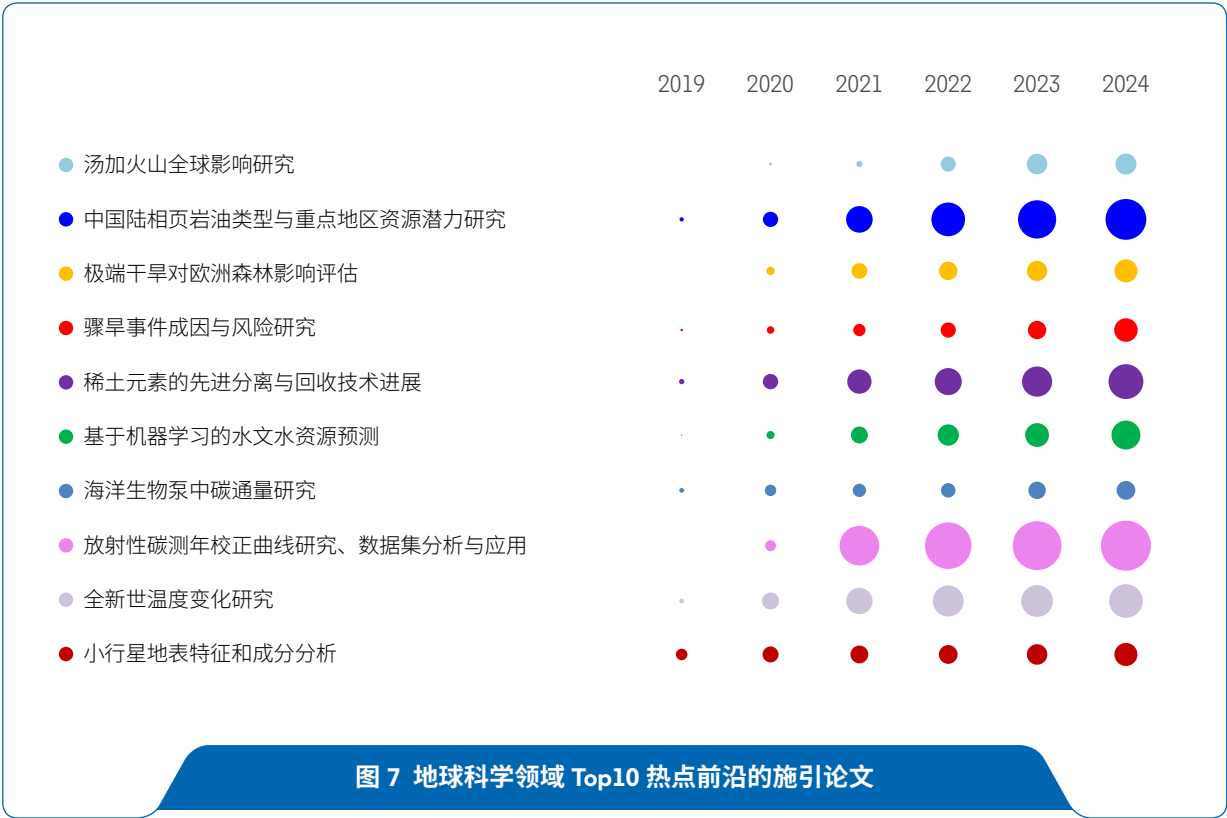 2019 2020 2021 2022 2023 2024
汤加火山全球影响研究
中国陆相页岩油类型与重点地区资源潜力研究
极端干旱对欧洲森林影响评估
骤旱事件成因与风险研究
稀土元素的先进分离与回收技术进展
基于机器学习的水文水资源预测
海洋生物泵中碳通量研究
放射性碳测年校正曲线研究、数据集分析与应用
全新世温度变化研究
小行星地表特征和成分分析
图 7 地球科学领域 Top10 热点前沿的施引论文